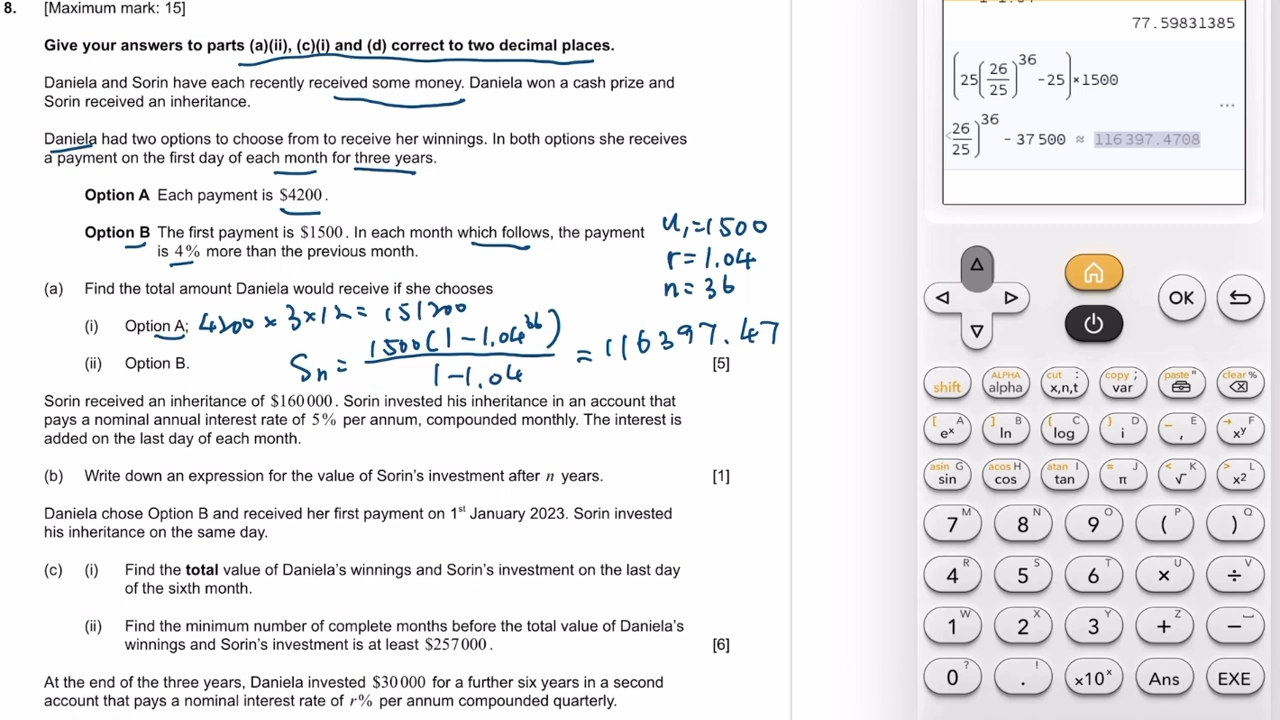 8. [Maximum mark: 15]
Give your answers to parts (a)(ii), (c)(i) and (d) correct to two decimal places.
Daniela and Sorin have each recently received some money. Daniela won a cash prize and
Sorin received an inheritance.
Daniela had two options to choose from to receive her winnings. In both options she receives
a payment on the first day of each month for three years.
Option A Each payment is $4200.
Option B The first payment is $1500. In each month which follows, the payment
is 4% more than the previous month.
u₁=1500
r=1.04
n=36
(a) Find the total amount Daniela would receive if she chooses
(i) Option A; 4200 × 3 × 12 = 151200
(ii) Option B. Sn = 1500(1-1.04³⁶) / 1-1.04 = 116397.47 [5]
Sorin received an inheritance of $160000. Sorin invested his inheritance in an account that
pays a nominal annual interest rate of 5% per annum, compounded monthly. The interest is
added on the last day of each month.
(b) Write down an expression for the value of Sorin's investment after n years. [1]
Daniela chose Option B and received her first payment on 1st January 2023. Sorin invested
his inheritance on the same day.
(c) (i) Find the total value of Daniela's winnings and Sorin's investment on the last day
of the sixth month.
(ii) Find the minimum number of complete months before the total value of Daniela's
winnings and Sorin's investment is at least $257000. [6]
At the end of the three years, Daniela invested $30000 for a further six years in a second
account that pays a nominal interest rate of r% per annum compounded quarterly.
77.59831385
(25(26/25)³⁶-25)×1500
26/25)³⁶ - 37500 ≈ 116397.4708
OK
ALPHA cut ; copy ; paste " clear %
shift alpha x,n,t var
[ A ] B { C } D _ E → F
eˣ ln log i , xʸ
asin G acos H atan I = J < K > L
sin cos tan π √ x²
M N O P Q
7 8 9 ( )
R S T U V
4 5 6 × ÷
W X Y Z
1 2 3 + −
? !
0 . ×10ˣ Ans EXE